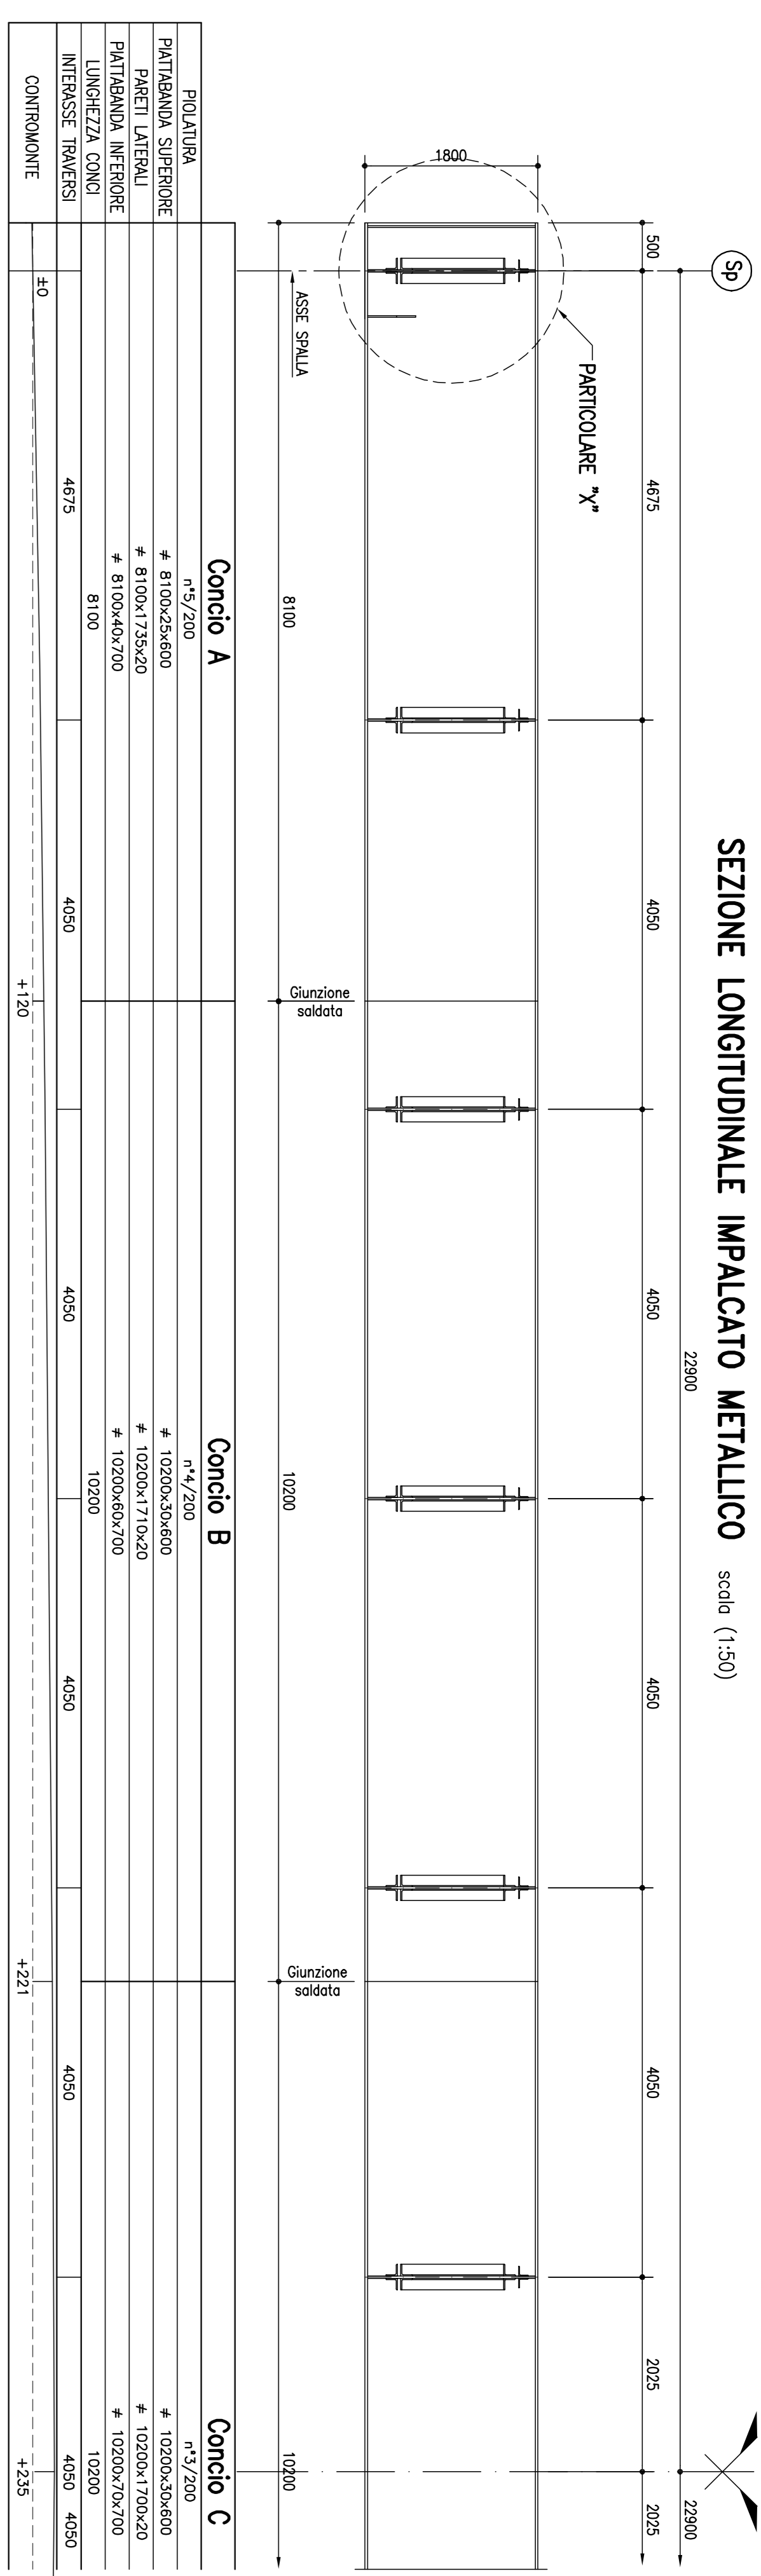 SEZIONE LONGITUDINALE IMPALCATO METALLICO scala (1:50)
Sp
22900 22900
500 4675 4050 4050 4050 4050 2025 2025
PARTICOLARE "X"
1800
ASSE SPALLA
Giunzione
saldata
Giunzione
saldata
8100 10200 10200
Concio A Concio B Concio C
PIOLATURA n°5/200 n°4/200 n°3/200
PIATTABANDA SUPERIORE ≠ 8100x25x600 ≠ 10200x30x600 ≠ 10200x30x600
PARETI LATERALI ≠ 8100x1735x20 ≠ 10200x1710x20 ≠ 10200x1700x20
PIATTABANDA INFERIORE ≠ 8100x40x700 ≠ 10200x60x700 ≠ 10200x70x700
LUNGHEZZA CONCI 8100 10200 10200
INTERASSE TRAVERSI 4675 4050 4050 4050 4050 4050 4050
CONTROMONTE ±0 +120 +221 +235